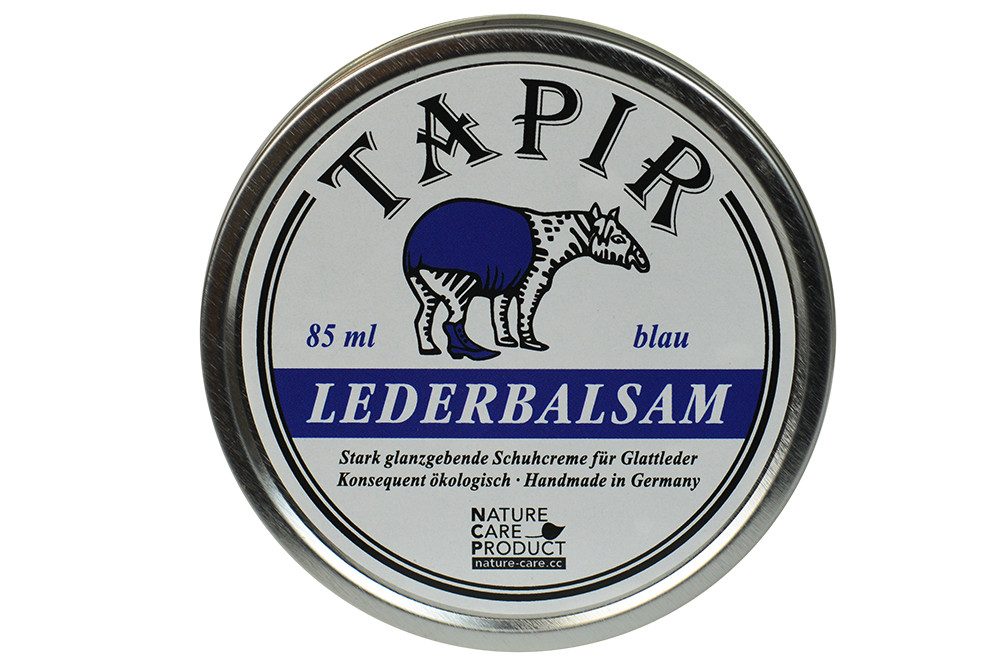 TAPIR
85 ml blau
LEDERBALSAM
Stark glanzgebende Schuhcreme für Glattleder
Konsequent ökologisch · Handmade in Germany
NATURE
CARE
PRODUCT
nature-care.cc